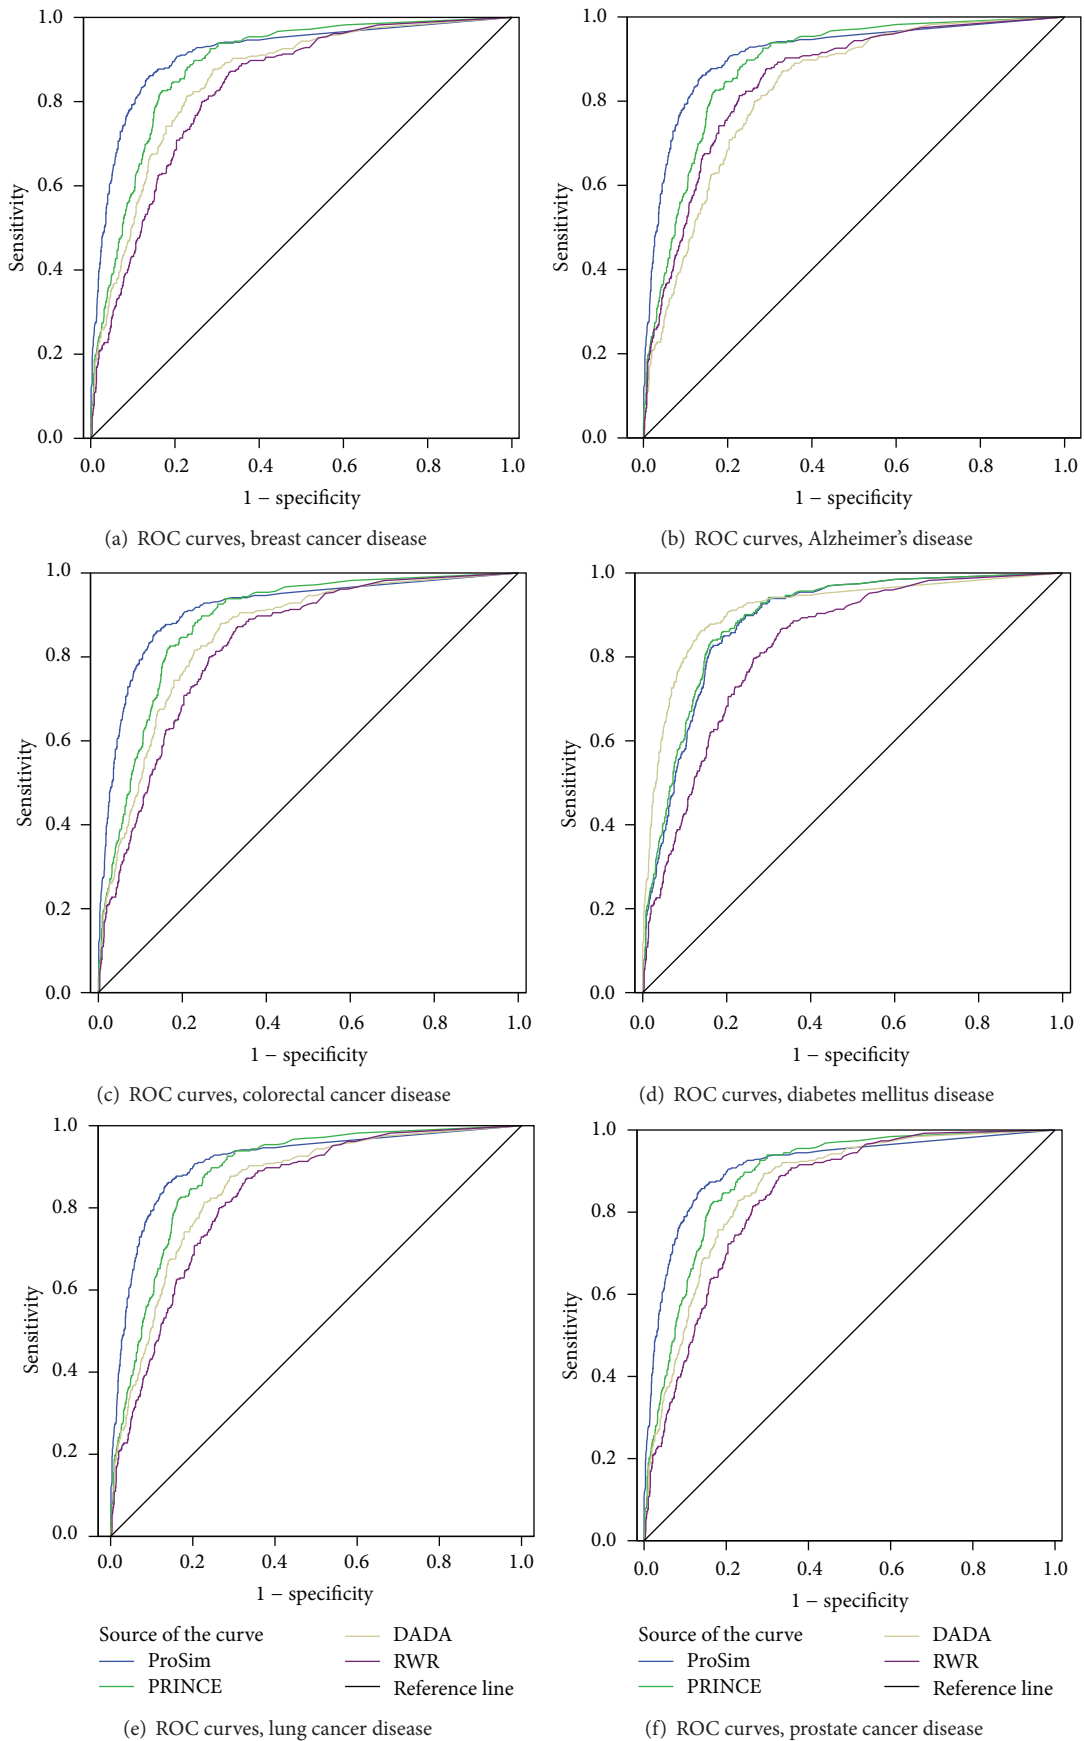 1.0
0.8
0.6
0.4
0.2
0.0
Sensitivity
0.0 0.2 0.4 0.6 0.8 1.0
1 − specificity
(a) ROC curves, breast cancer disease
1.0
0.8
0.6
0.4
0.2
0.0
Sensitivity
0.0 0.2 0.4 0.6 0.8 1.0
1 − specificity
(b) ROC curves, Alzheimer's disease
1.0
0.8
0.6
0.4
0.2
0.0
Sensitivity
0.0 0.2 0.4 0.6 0.8 1.0
1 − specificity
(c) ROC curves, colorectal cancer disease
1.0
0.8
0.6
0.4
0.2
0.0
Sensitivity
0.0 0.2 0.4 0.6 0.8 1.0
1 − specificity
(d) ROC curves, diabetes mellitus disease
1.0
0.8
0.6
0.4
0.2
0.0
Sensitivity
0.0 0.2 0.4 0.6 0.8 1.0
1 − specificity
Source of the curve
ProSim
PRINCE
DADA
RWR
Reference line
(e) ROC curves, lung cancer disease
1.0
0.8
0.6
0.4
0.2
0.0
Sensitivity
0.0 0.2 0.4 0.6 0.8 1.0
1 − specificity
Source of the curve
ProSim
PRINCE
DADA
RWR
Reference line
(f) ROC curves, prostate cancer disease